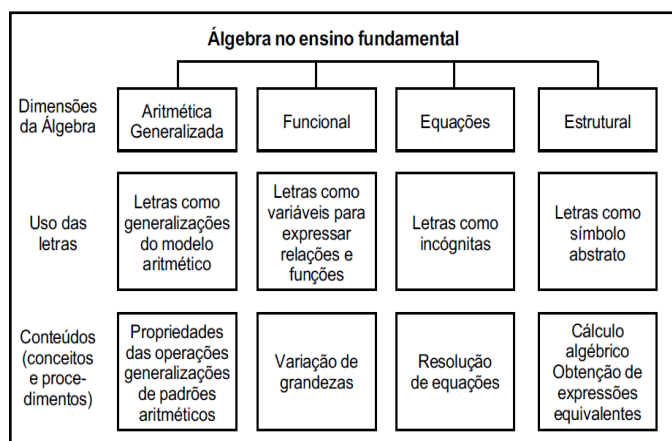 Álgebra no ensino fundamental
Dimensões
da Álgebra
Aritmética
Generalizada
Funcional
Equações
Estrutural
Uso das
letras
Letras como
generalizações
do modelo
aritmético
Letras como
variáveis para
expressar
relações e
funções
Letras como
incógnitas
Letras como
símbolo
abstrato
Conteúdos
(conceitos
e proce-
dimentos)
Propriedades
das operações
generalizações
de padrões
aritméticos
Variação de
grandezas
Resolução
de equações
Cálculo
algébrico
Obtenção de
expressões
equivalentes